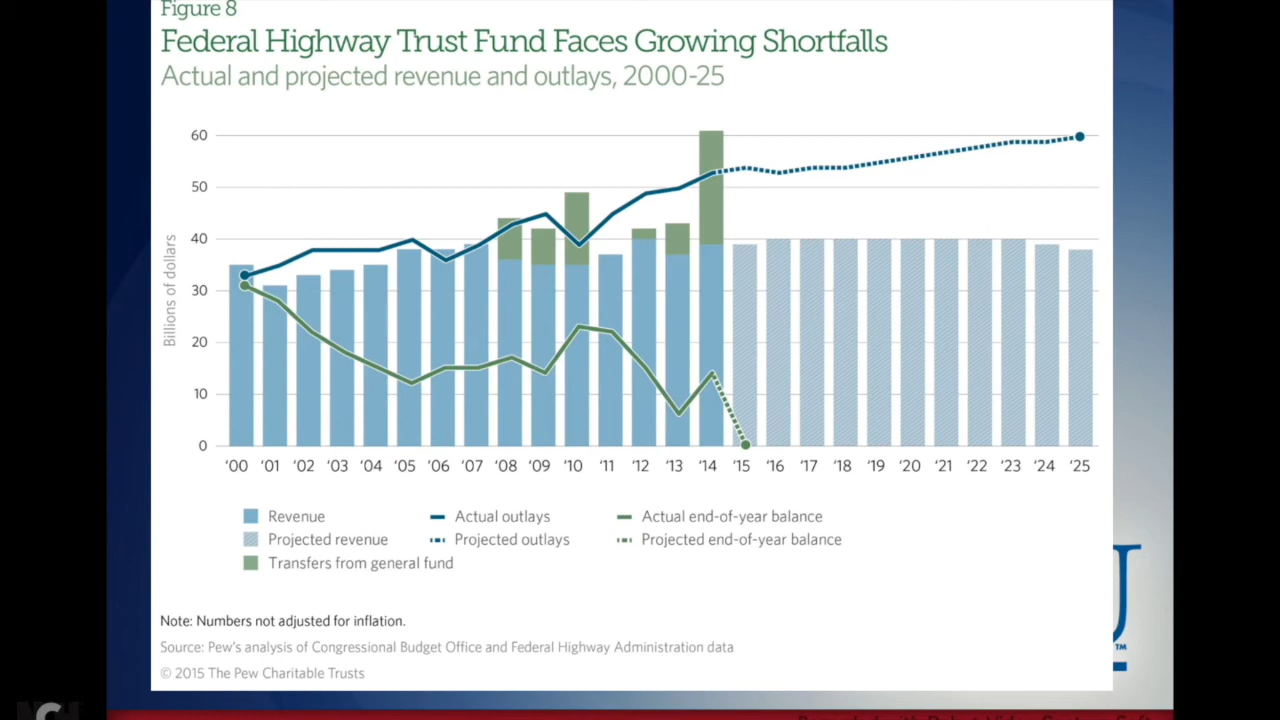 Figure 8
Federal Highway Trust Fund Faces Growing Shortfalls
Actual and projected revenue and outlays, 2000-25
Billions of dollars
60
50
40
30
20
10
0
'00 '01 '02 '03 '04 '05 '06 '07 '08 '09 '10 '11 '12 '13 '14 '15 '16 '17 '18 '19 '20 '21 '22 '23 '24 '25
Revenue Actual outlays Actual end-of-year balance
Projected revenue Projected outlays Projected end-of-year balance
Transfers from general fund
Note: Numbers not adjusted for inflation.
Source: Pew's analysis of Congressional Budget Office and Federal Highway Administration data
© 2015 The Pew Charitable Trusts
TM